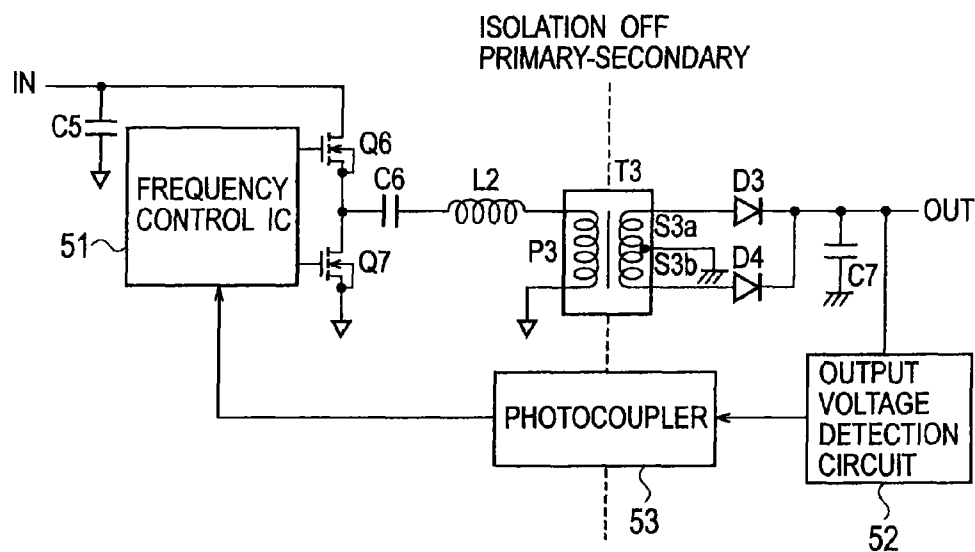 ISOLATION OFF
PRIMARY-SECONDARY
IN
C5
Q6
FREQUENCY
CONTROL IC
51
C6
L2
T3
D3
OUT
P3
S3a
S3b
D4
C7
Q7
PHOTOCOUPLER
53
OUTPUT
VOLTAGE
DETECTION
CIRCUIT
52